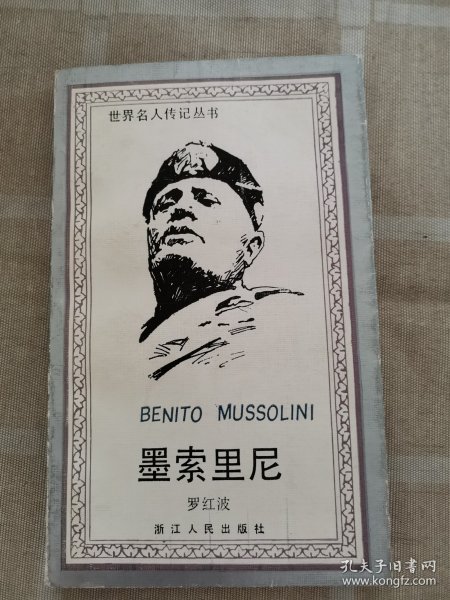 世界名人传记丛书
BENITO MUSSOLINI
墨索里尼
罗红波
浙江人民出版社
孔夫子旧书网
www.kongfz.com